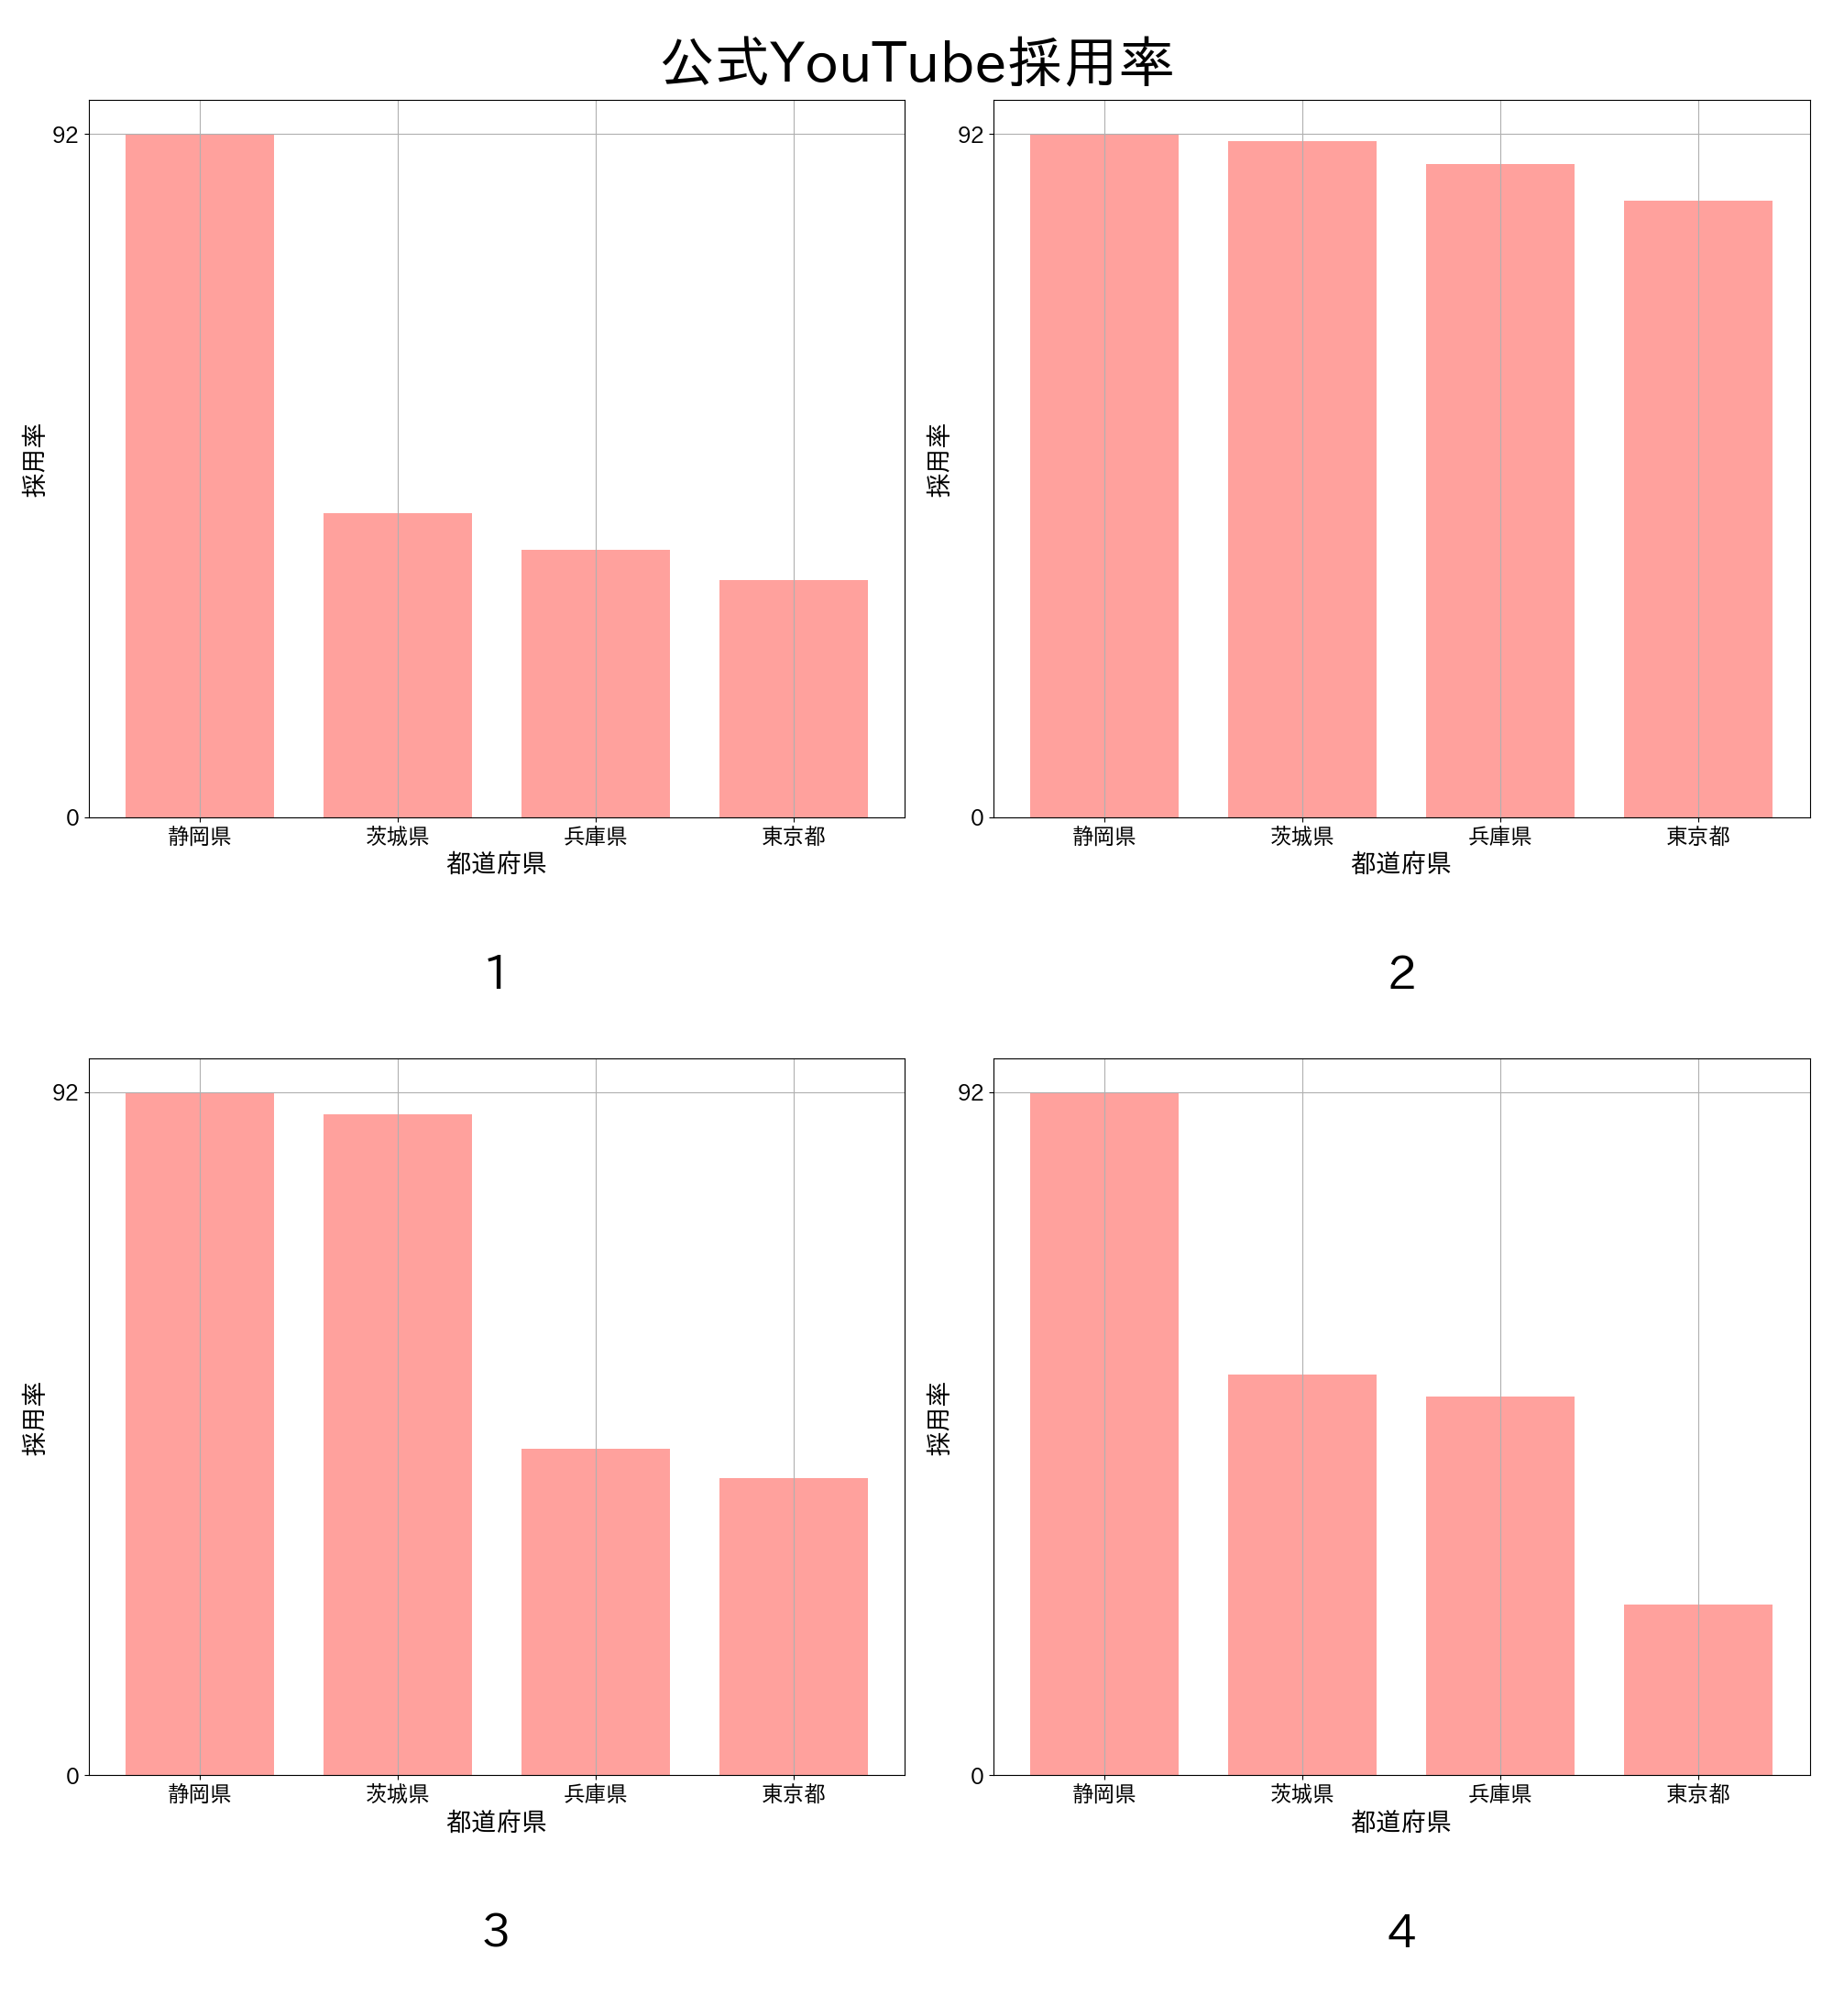 公式YouTube採用率
92
0
採用率
静岡県 茨城県 兵庫県 東京都
都道府県
1
92
0
採用率
静岡県 茨城県 兵庫県 東京都
都道府県
2
92
0
採用率
静岡県 茨城県 兵庫県 東京都
都道府県
3
92
0
採用率
静岡県 茨城県 兵庫県 東京都
都道府県
4